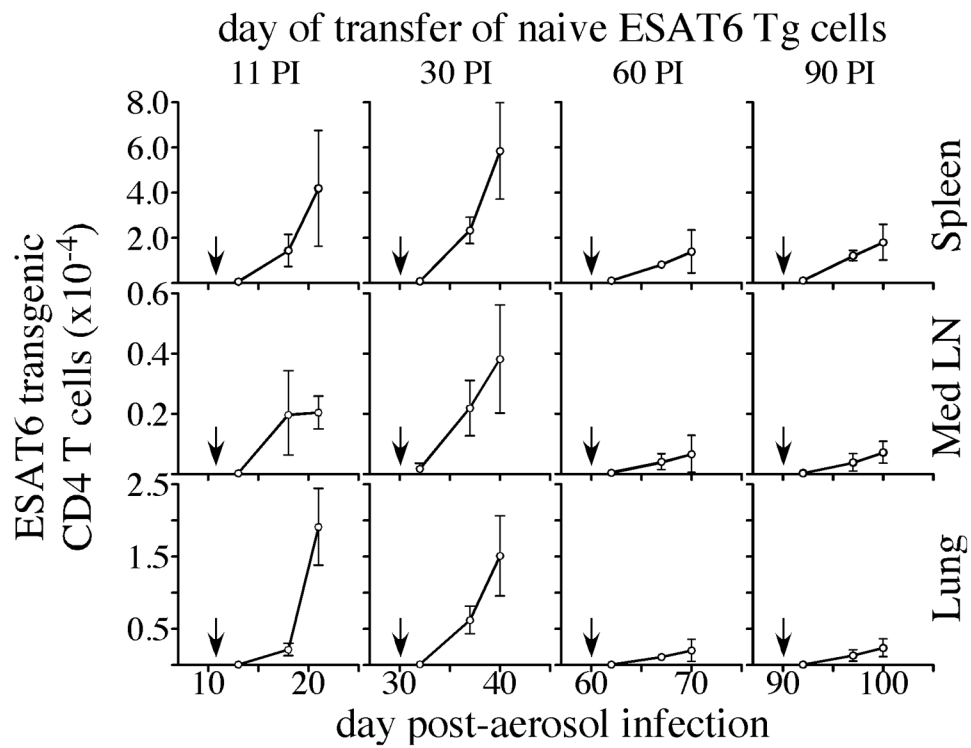 day of transfer of naive ESAT6 Tg cells
11 PI 30 PI 60 PI 90 PI
8.0
6.0
4.0
2.0
Spleen
0.6
0.4
0.2
Med LN
2.5
1.5
0.5
Lung
ESAT6 transgenic
CD4 T cells (x10-4)
10 20 30 40 60 70 90 100
day post-aerosol infection